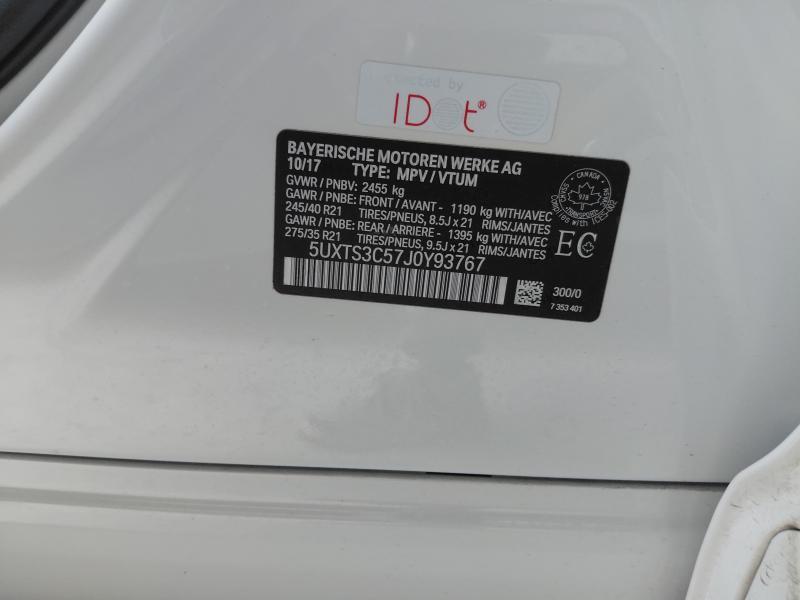 protected by
IDot®
BAYERISCHE MOTOREN WERKE AG
10/17 TYPE: MPV / VTUM
GVWR / PNBV: 2455 kg
GAWR / PNBE: FRONT / AVANT - 1190 kg WITH/AVEC
245/40 R21 TIRES/PNEUS, 8.5J x 21 RIMS/JANTES
GAWR / PNBE: REAR / ARRIERE - 1395 kg WITH/AVEC
275/35 R21 TIRES/PNEUS, 9.5J x 21 RIMS/JANTES
5UXTS3C57J0Y93767
300/0
7 353 401
CANADA
978
TRANSPORT
EC